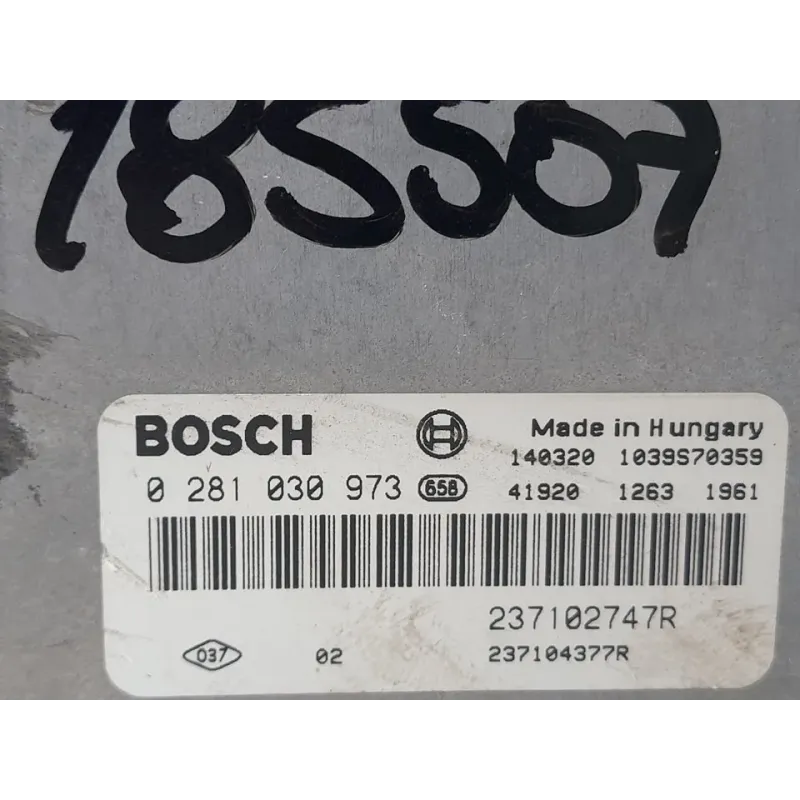 185507
BOSCH
Made in Hungary
140320 1039S70359
0 281 030 973 658 41920 1263 1961
237102747R
037 02 237104377R